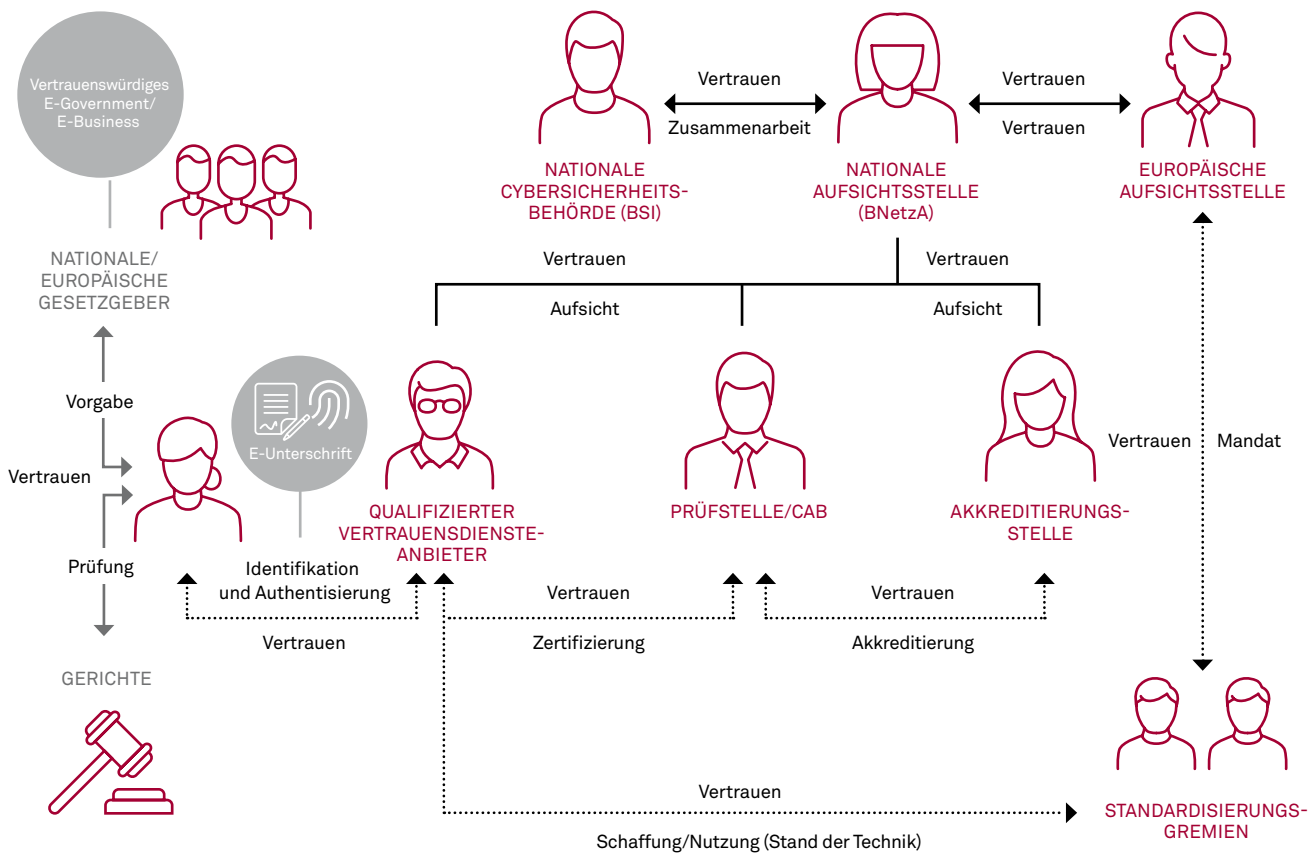 Vertrauenswürdiges
E-Government/
E-Business
NATIONALE/
EUROPÄISCHE
GESETZGEBER
Vorgabe
Vertrauen
Prüfung
GERICHTE
Vertrauen
Zusammenarbeit
Vertrauen
Vertrauen
NATIONALE
CYBERSICHERHEITS-
BEHÖRDE (BSI)
NATIONALE
AUFSICHTSSTELLE
(BNetzA)
EUROPÄISCHE
AUFSICHTSSTELLE
Vertrauen
Aufsicht
Vertrauen
Aufsicht
E-Unterschrift
QUALIFIZIERTER
VERTRAUENSDIENSTE-
ANBIETER
PRÜFSTELLE/CAB
AKKREDITIERUNGS-
STELLE
Vertrauen
Mandat
Identifikation
und Authentisierung
Vertrauen
Vertrauen
Zertifizierung
Vertrauen
Akkreditierung
Vertrauen
Schaffung/Nutzung (Stand der Technik)
STANDARDISIERUNGS-
GREMIEN